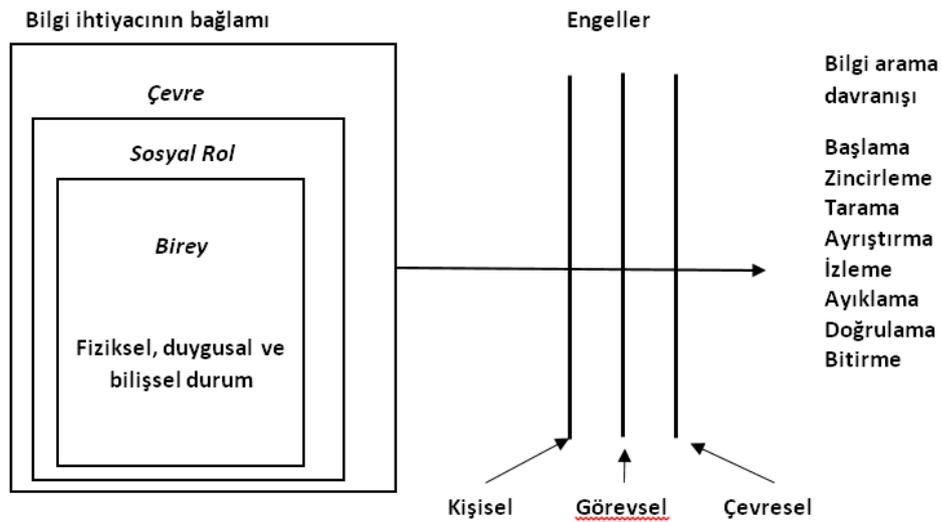 Bilgi ihtiyacının bağlamı
Çevre
Sosyal Rol
Birey
Fiziksel, duygusal ve
bilişsel durum
Engeller
Kişisel
Görevsel
Çevresel
Bilgi arama
davranışı
Başlama
Zincirleme
Tarama
Ayrıştırma
İzleme
Ayıklama
Doğrulama
Bitirme